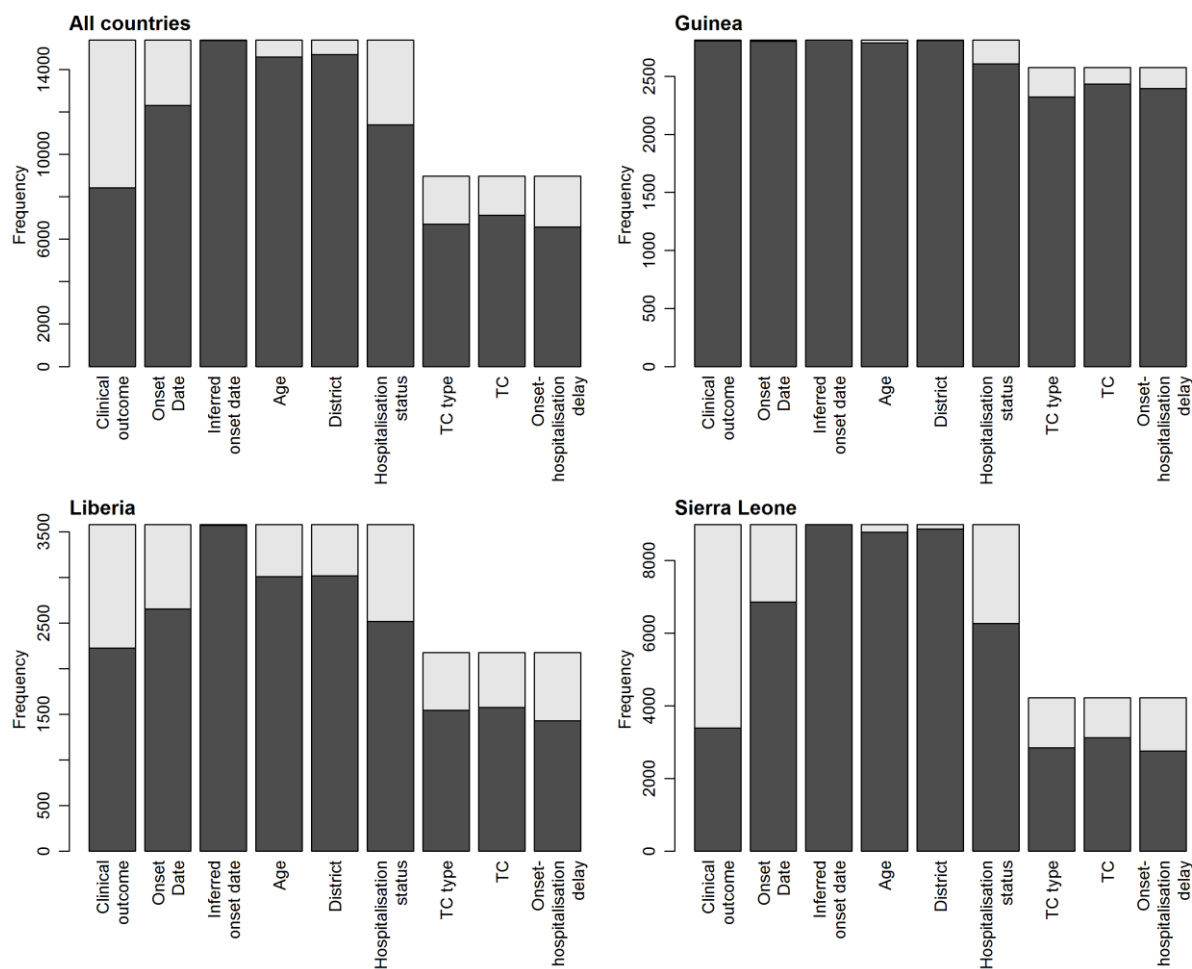 All countries
Frequency
14000
10000
6000
2000
0
Clinical
outcome
Onset
Date
Inferred
onset date
Age
District
Hospitalisation
status
TC type
TC
Onset-
hospitalisation
delay
Guinea
Frequency
2500
2000
1500
1000
500
0
Clinical
outcome
Onset
Date
Inferred
onset date
Age
District
Hospitalisation
status
TC type
TC
Onset-
hospitalisation
delay
Liberia
Frequency
3500
2500
1500
500
0
Clinical
outcome
Onset
Date
Inferred
onset date
Age
District
Hospitalisation
status
TC type
TC
Onset-
hospitalisation
delay
Sierra Leone
Frequency
8000
6000
4000
2000
0
Clinical
outcome
Onset
Date
Inferred
onset date
Age
District
Hospitalisation
status
TC type
TC
Onset-
hospitalisation
delay